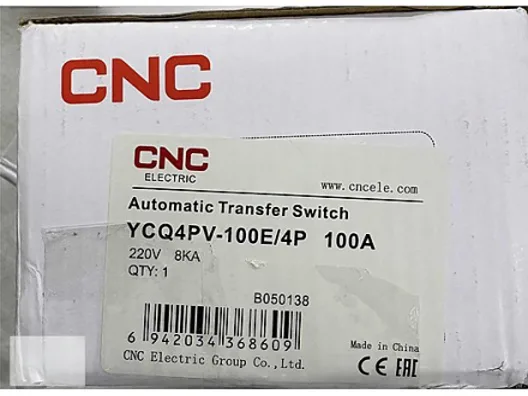 CNC
CNC
ELECTRIC
www.cncele.com
Automatic Transfer Switch
YCQ4PV-100E/4P 100A
220V 8KA
QTY: 1
B050138
6 942034 368609
CNC Electric Group Co.,Ltd.
Made in China
CE EAC